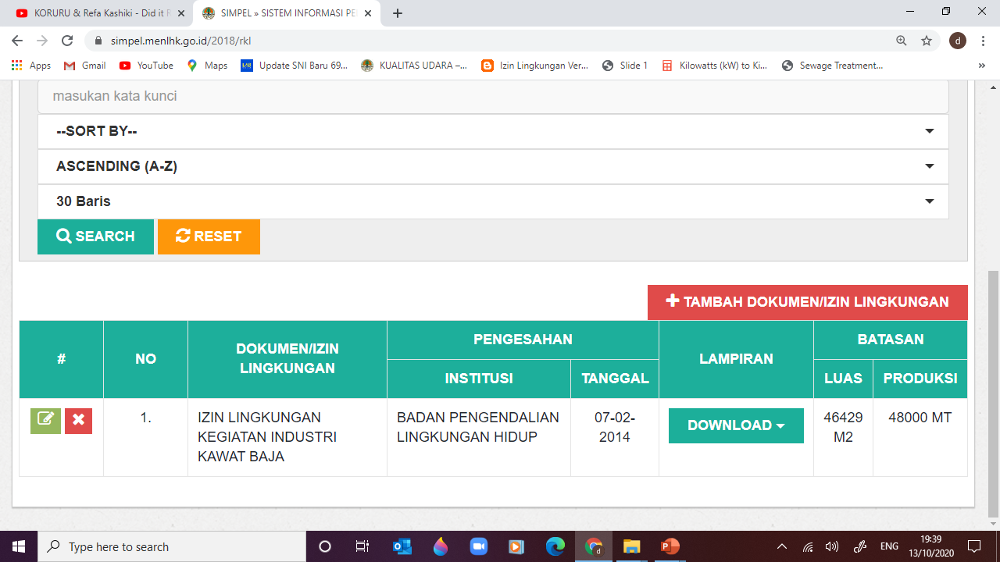 KORURU & Refa Kashiki - Did it R
SIMPEL » SISTEM INFORMASI PE
simpel.menlhk.go.id/2018/rkl
d
Apps
Gmail
YouTube
Maps
Update SNI Baru 69...
KUALITAS UDARA –...
Izin Lingkungan Ver...
Slide 1
Kilowatts (kW) to Ki...
Sewage Treatment...
»
masukan kata kunci
--SORT BY--
ASCENDING (A-Z)
30 Baris
SEARCH
RESET
TAMBAH DOKUMEN/IZIN LINGKUNGAN
#
NO
DOKUMEN/IZIN
LINGKUNGAN
PENGESAHAN
INSTITUSI
TANGGAL
LAMPIRAN
BATASAN
LUAS
PRODUKSI
1.
IZIN LINGKUNGAN
KEGIATAN INDUSTRI
KAWAT BAJA
BADAN PENGENDALIAN
LINGKUNGAN HIDUP
07-02-
2014
DOWNLOAD
46429
M2
48000 MT
Type here to search
ENG
19:39
13/10/2020